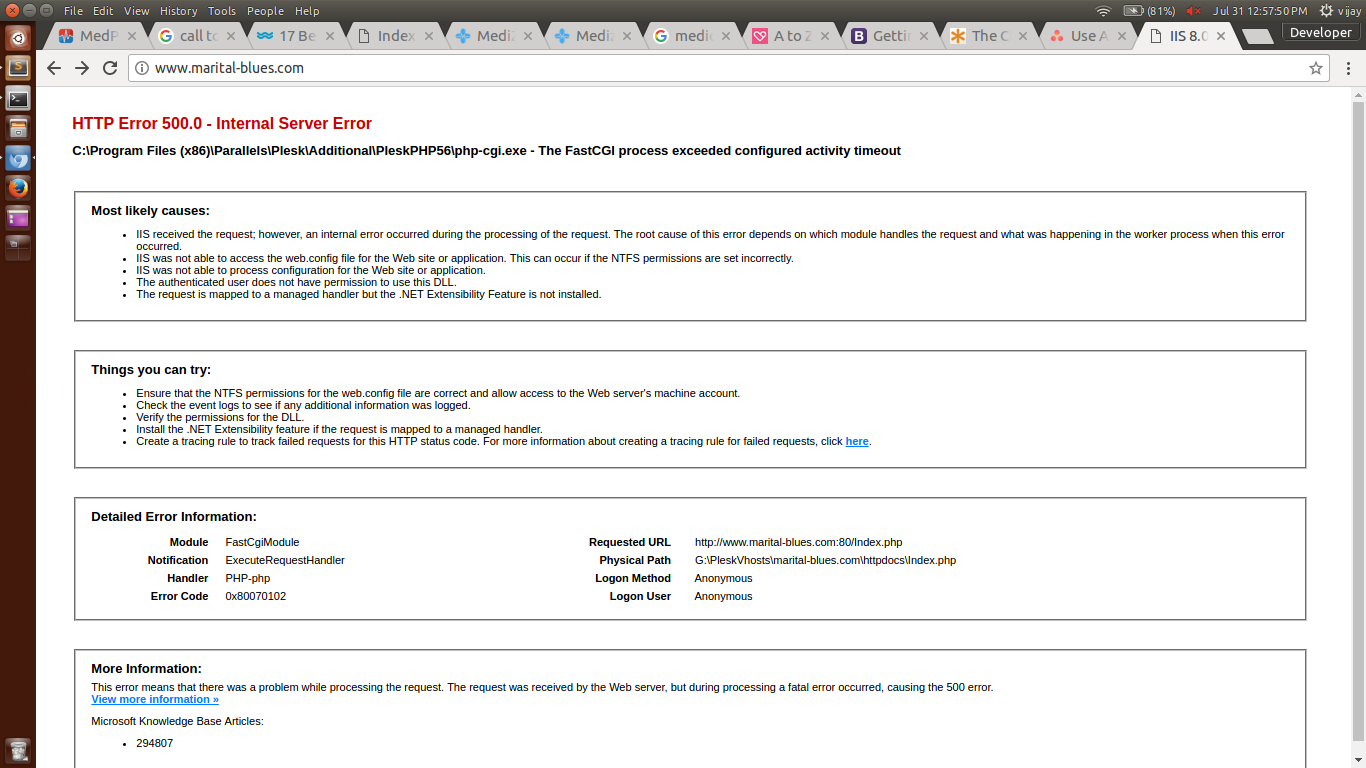 File Edit View History Tools People Help
(81%) Jul 31 12:57:50 PM vijay
MedP call to 17 Be Index Mediz Mediz medic A to Z Gettin The C Use A IIS 8.0 Developer
www.marital-blues.com
HTTP Error 500.0 - Internal Server Error
C:\Program Files (x86)\Parallels\Plesk\Additional\PleskPHP56\php-cgi.exe - The FastCGI process exceeded configured activity timeout
Most likely causes:
• IIS received the request; however, an internal error occurred during the processing of the request. The root cause of this error depends on which module handles the request and what was happening in the worker process when this error
occurred.
• IIS was not able to access the web.config file for the Web site or application. This can occur if the NTFS permissions are set incorrectly.
• IIS was not able to process configuration for the Web site or application.
• The authenticated user does not have permission to use this DLL.
• The request is mapped to a managed handler but the .NET Extensibility Feature is not installed.
Things you can try:
• Ensure that the NTFS permissions for the web.config file are correct and allow access to the Web server's machine account.
• Check the event logs to see if any additional information was logged.
• Verify the permissions for the DLL.
• Install the .NET Extensibility feature if the request is mapped to a managed handler.
• Create a tracing rule to track failed requests for this HTTP status code. For more information about creating a tracing rule for failed requests, click here.
Detailed Error Information:
Module FastCgiModule Requested URL http://www.marital-blues.com:80/Index.php
Notification ExecuteRequestHandler Physical Path G:\PleskVhosts\marital-blues.com\httpdocs\Index.php
Handler PHP-php Logon Method Anonymous
Error Code 0x80070102 Logon User Anonymous
More Information:
This error means that there was a problem while processing the request. The request was received by the Web server, but during processing a fatal error occurred, causing the 500 error.
View more information »
Microsoft Knowledge Base Articles:
• 294807